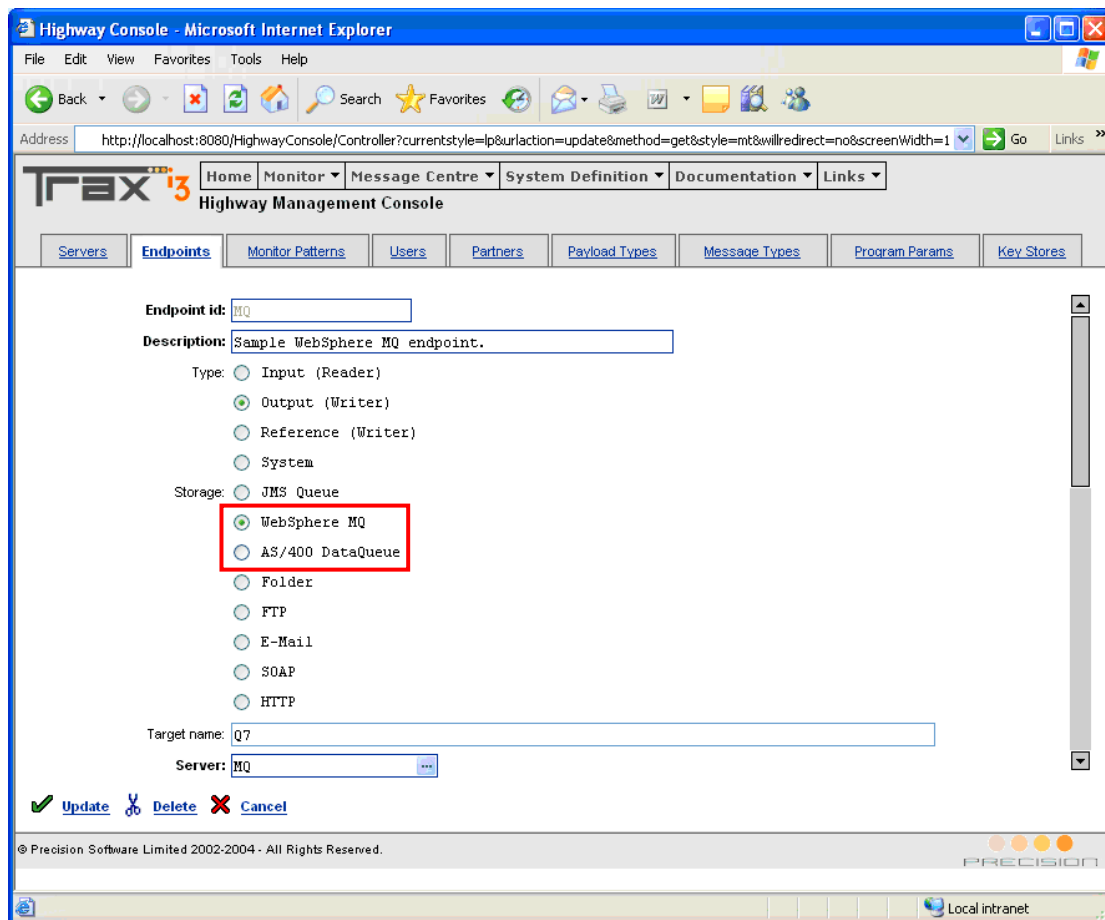 Highway Console - Microsoft Internet Explorer
File Edit View Favorites Tools Help
Back Search Favorites
Address http://localhost:8080/HighwayConsole/Controller?currentstyle=lp&urlaction=update&method=get&style=mt&willredirect=no&screenWidth=1 Go Links »
Trax i3 Home Monitor Message Centre System Definition Documentation Links
Highway Management Console
Servers Endpoints Monitor Patterns Users Partners Payload Types Message Types Program Params Key Stores
Endpoint id: MQ
Description: Sample WebSphere MQ endpoint.
Type: Input (Reader)
Output (Writer)
Reference (Writer)
System
Storage: JMS Queue
WebSphere MQ
AS/400 DataQueue
Folder
FTP
E-Mail
SOAP
HTTP
Target name: Q7
Server: MQ ...
Update Delete Cancel
© Precision Software Limited 2002-2004 - All Rights Reserved.
PRECISION
Local intranet